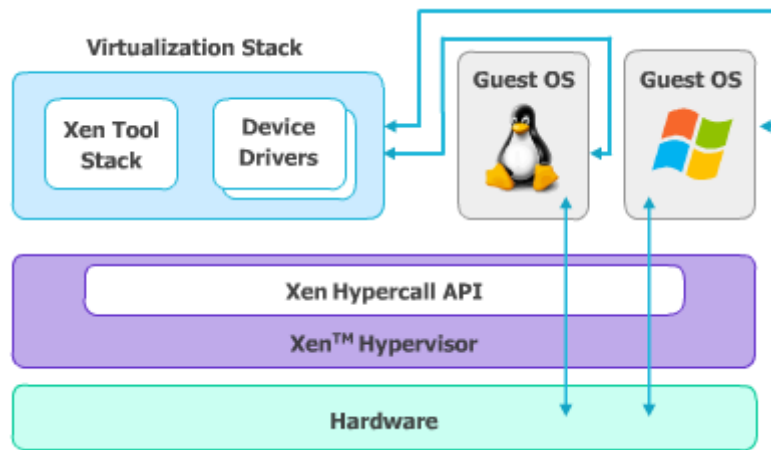 Virtualization Stack
Guest OS
Guest OS
Xen Tool
Stack
Device
Drivers
Xen Hypercall API
Xen™ Hypervisor
Hardware